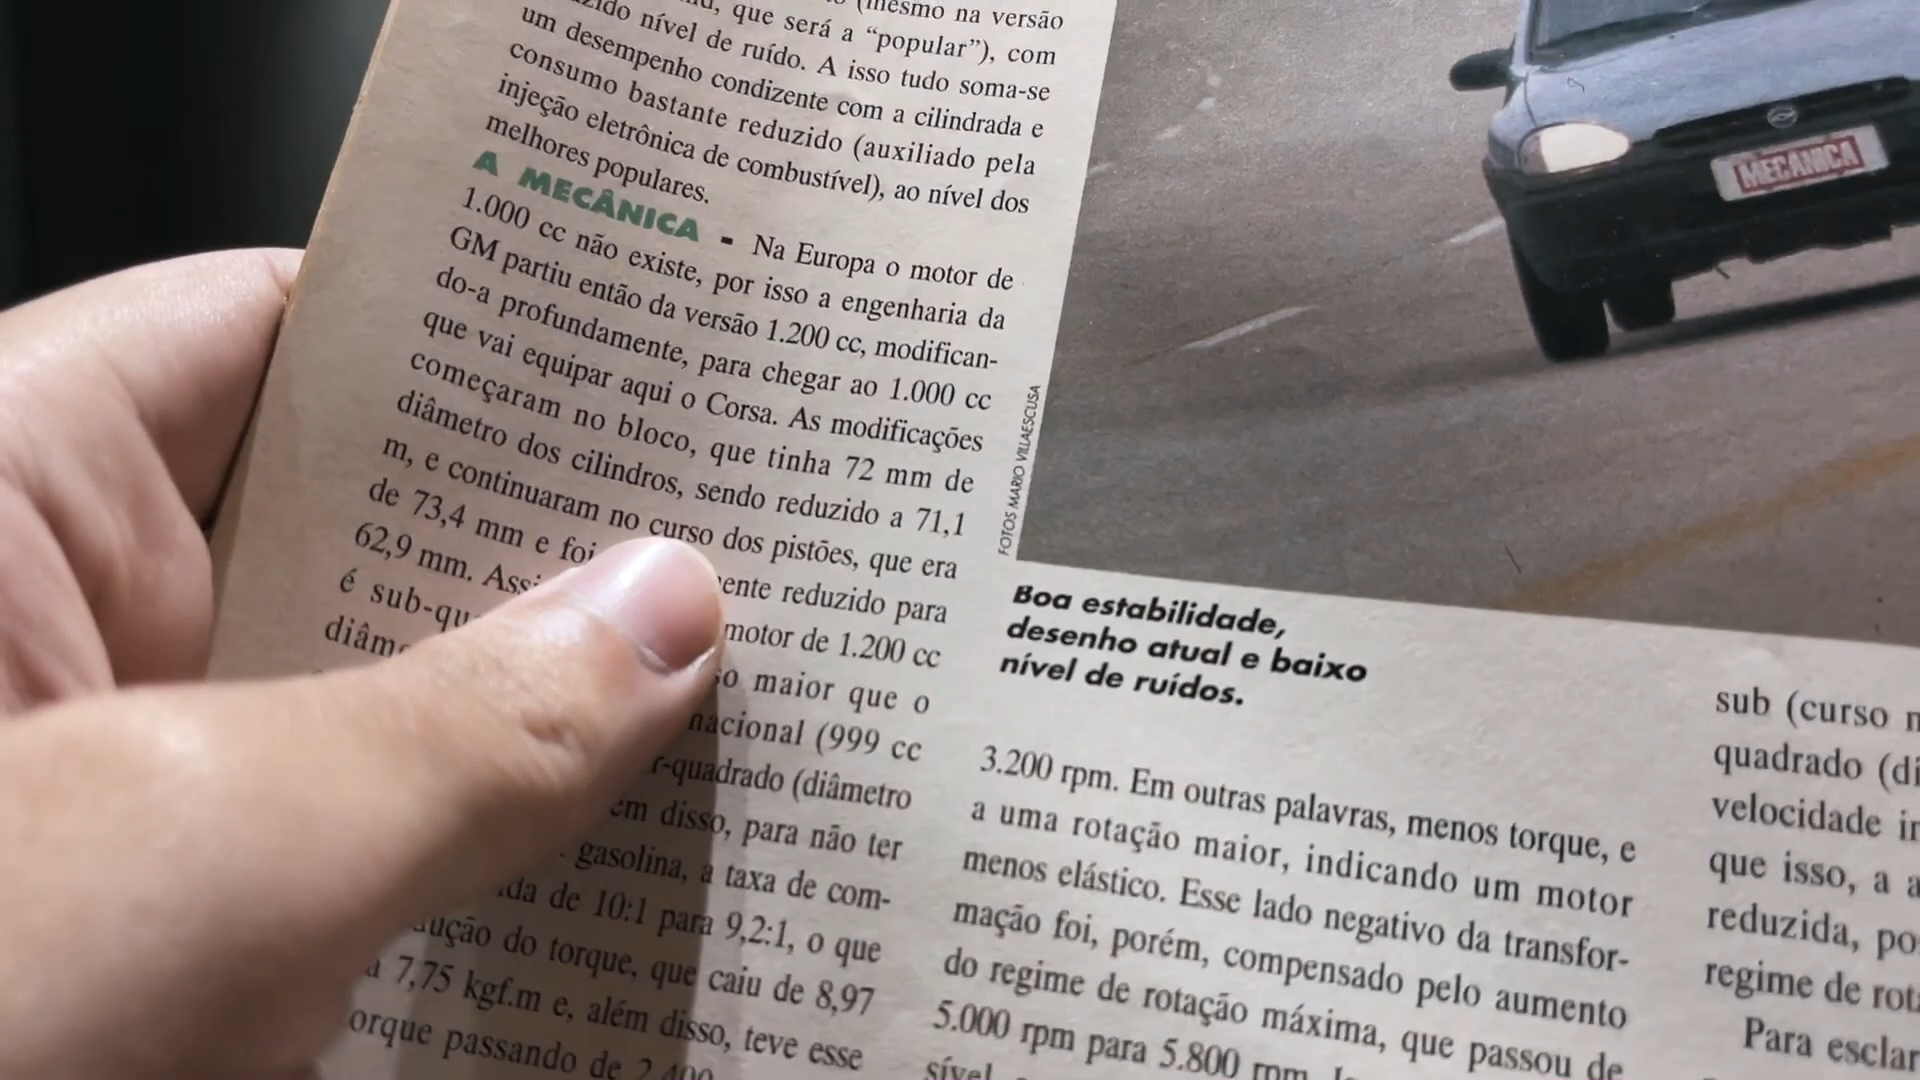 (mesmo na versão
que será a “popular”), com
nível de ruído. A isso tudo soma-se
um desempenho condizente com a cilindrada e
consumo bastante reduzido (auxiliado pela
injeção eletrônica de combustível), ao nível dos
melhores populares.
A MECÂNICA - Na Europa o motor de
1.000 cc não existe, por isso a engenharia da
GM partiu então da versão 1.200 cc, modifican-
do-a profundamente, para chegar ao 1.000 cc
que vai equipar aqui o Corsa. As modificações
começaram no bloco, que tinha 72 mm de
diâmetro dos cilindros, sendo reduzido a 71,1
m, e continuaram no curso dos pistões, que era
de 73,4 mm e foi reduzido para
62,9 mm. motor de 1.200 cc
é maior que o
nacional (999 cc
(diâmetro
disso, para não ter
gasolina, a taxa de com-
de 10:1 para 9,2:1, o que
do torque, que caiu de 8,97
a 7,75 kgf.m e, além disso, teve esse
passando de 2.400
FOTOS MARIO VILLAESCUSA
MECÂNICA
Boa estabilidade,
desenho atual e baixo
nível de ruídos.
3.200 rpm. Em outras palavras, menos torque, e
a uma rotação maior, indicando um motor
menos elástico. Esse lado negativo da transfor-
mação foi, porém, compensado pelo aumento
do regime de rotação máxima, que passou de
5.000 rpm para 5.800 rpm.
sub (curso
quadrado
velocidade
que isso, a
reduzida,
regime de
Para